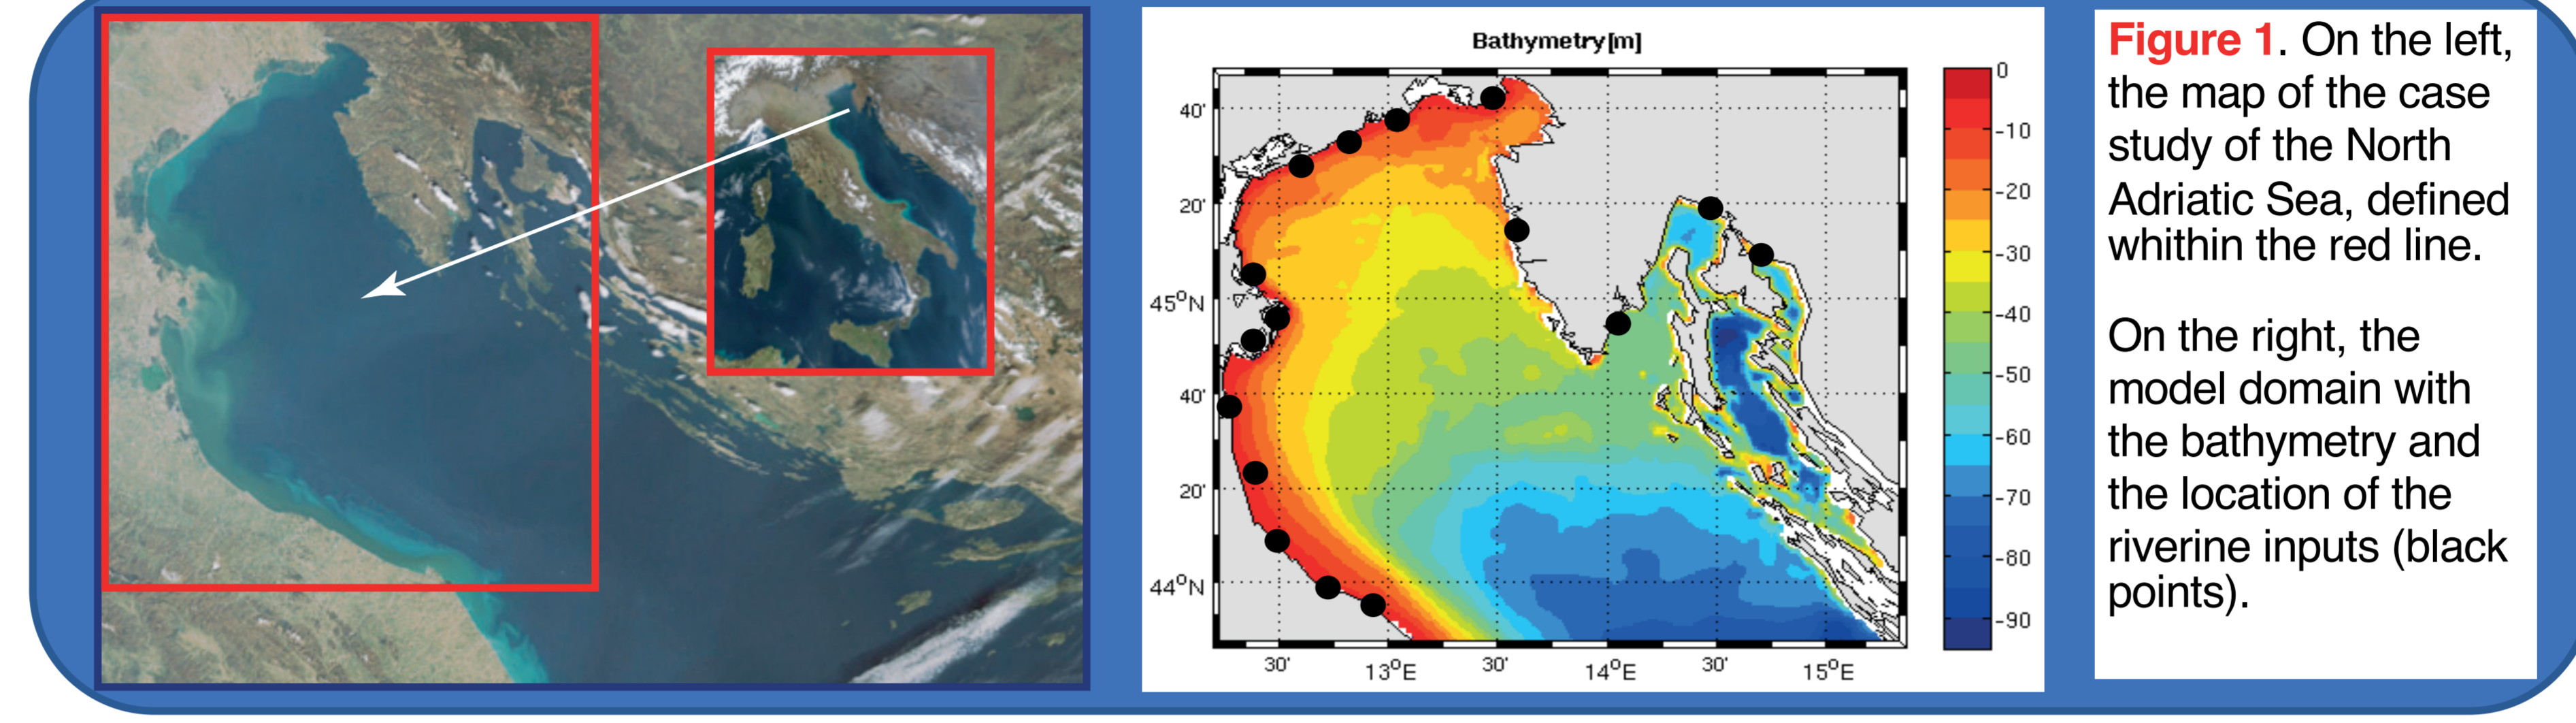 Bathymetry[m]
40'
20'
45°N
40'
20'
44°N
30'
13°E
30'
14°E
30'
15°E
0
-10
-20
-30
-40
-50
-60
-70
-80
-90
Figure 1. On the left,
the map of the case
study of the North
Adriatic Sea, defined
whithin the red line.
On the right, the
model domain with
the bathymetry and
the location of the
riverine inputs (black
points).